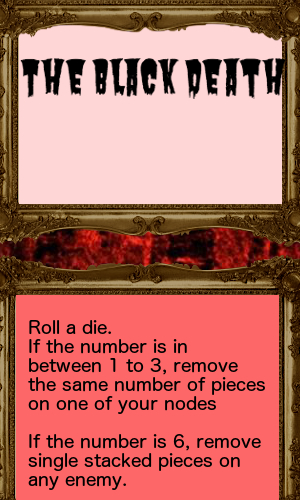 THE BLACK DEATH
Roll a die.
If the number is in
between 1 to 3, remove
the same number of pieces
on one of your nodes
If the number is 6, remove
single stacked pieces on
any enemy.